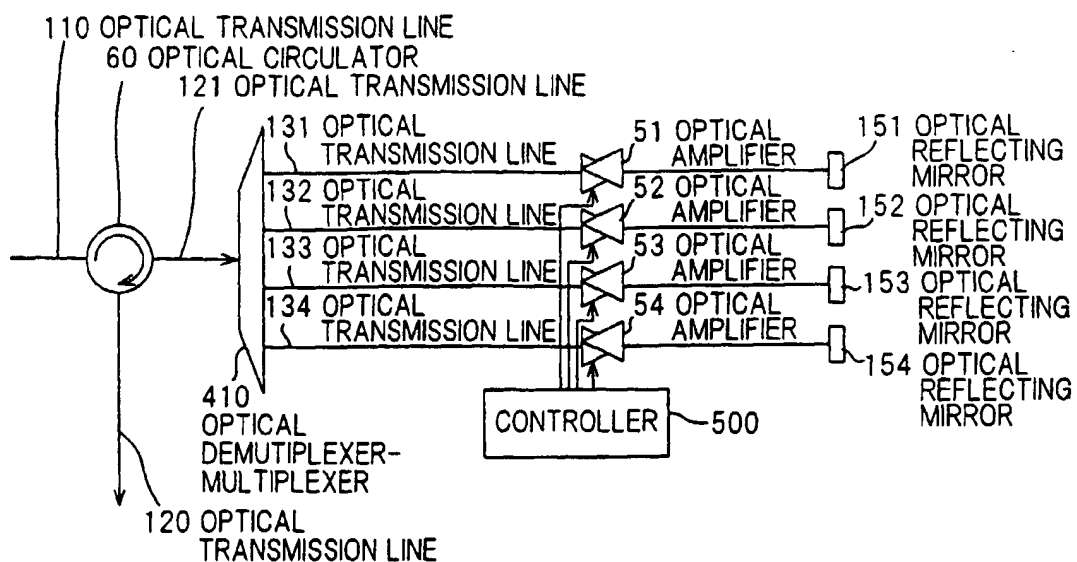 110 OPTICAL TRANSMISSION LINE
60 OPTICAL CIRCULATOR
121 OPTICAL TRANSMISSION LINE
131 OPTICAL
TRANSMISSION LINE
51 OPTICAL
AMPLIFIER
151 OPTICAL
REFLECTING
MIRROR
132 OPTICAL
TRANSMISSION LINE
52 OPTICAL
AMPLIFIER
152 OPTICAL
REFLECTING
MIRROR
133 OPTICAL
TRANSMISSION LINE
53 OPTICAL
AMPLIFIER
153 OPTICAL
REFLECTING
MIRROR
134 OPTICAL
TRANSMISSION LINE
54 OPTICAL
AMPLIFIER
154 OPTICAL
REFLECTING
MIRROR
410
OPTICAL
DEMUTIPLEXER-
MULTIPLEXER
CONTROLLER
500
120 OPTICAL
TRANSMISSION LINE